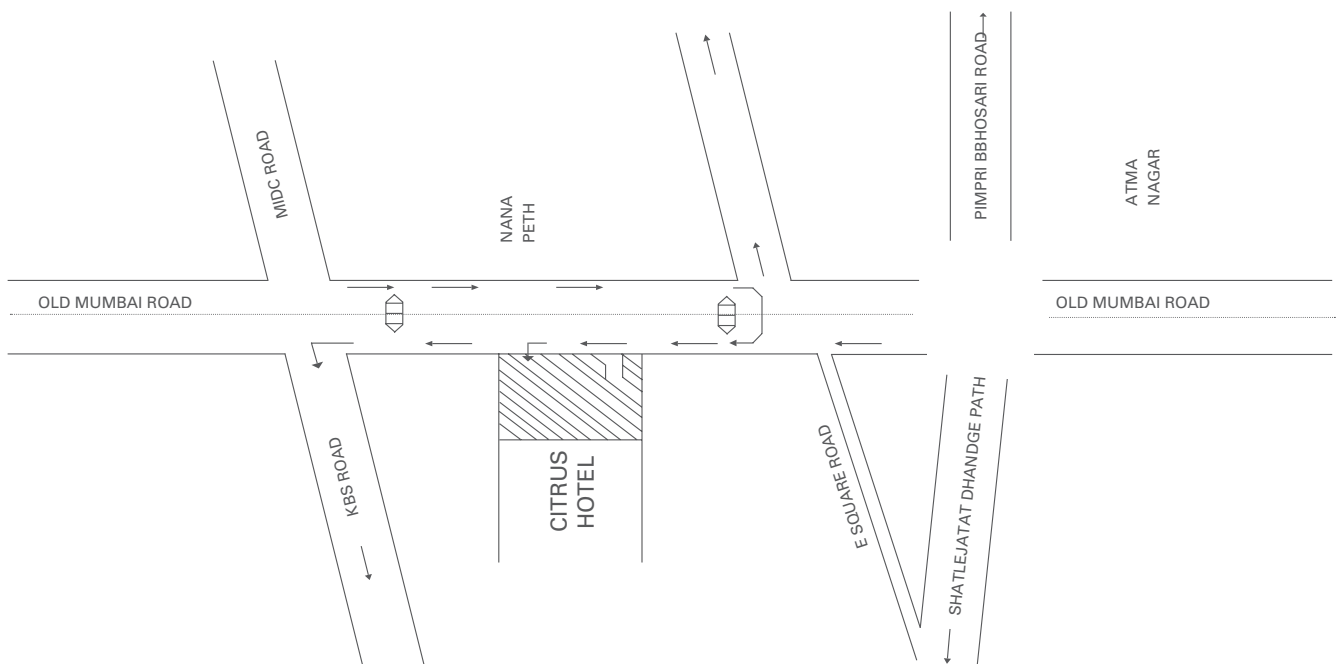 MIDC ROAD
NANA
PETH
PIMPRI BBHOSARI ROAD
ATMA
NAGAR
OLD MUMBAI ROAD
OLD MUMBAI ROAD
KBS ROAD
CITRUS
HOTEL
E SQUARE ROAD
SHATLEJATAT DHANDGE PATH